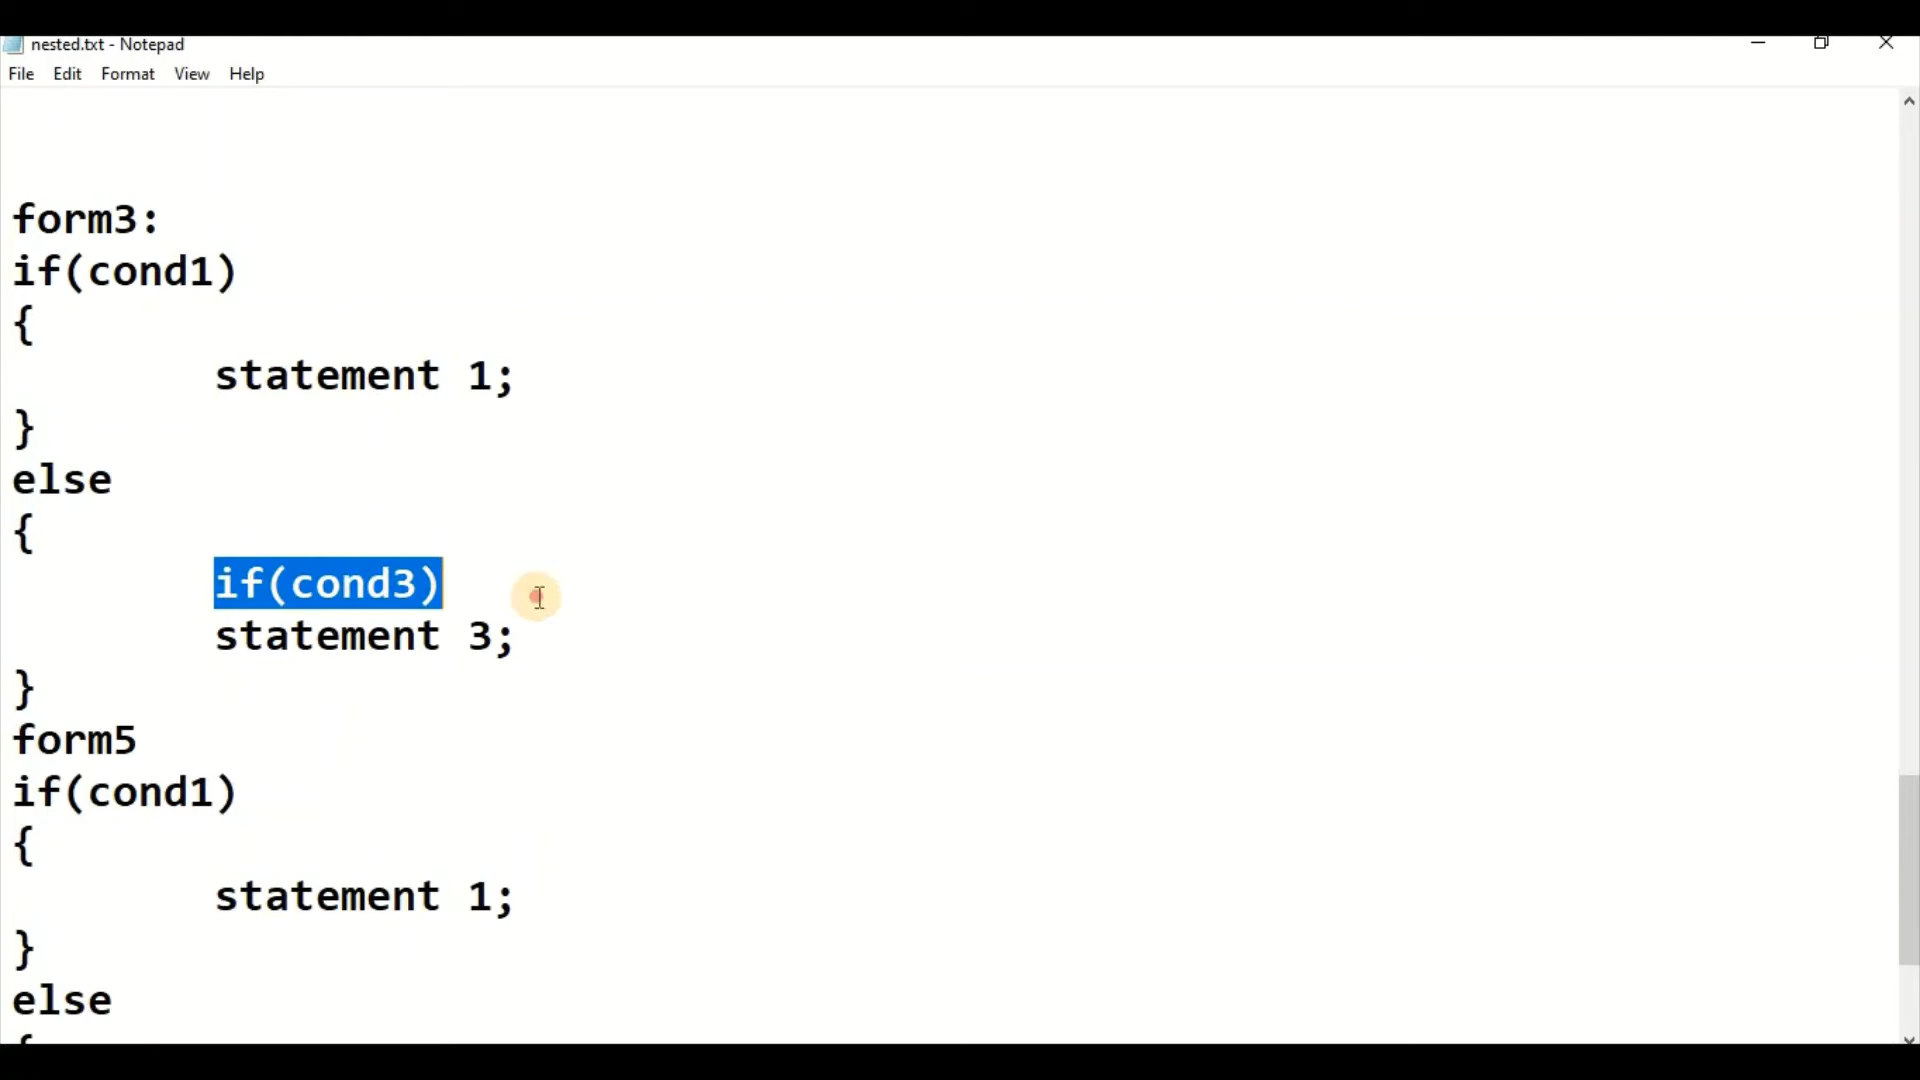 nested.txt - Notepad
File Edit Format View Help
form3:
if(cond1)
{
statement 1;
}
else
{
if(cond3)
statement 3;
}
form5
if(cond1)
{
statement 1;
}
else